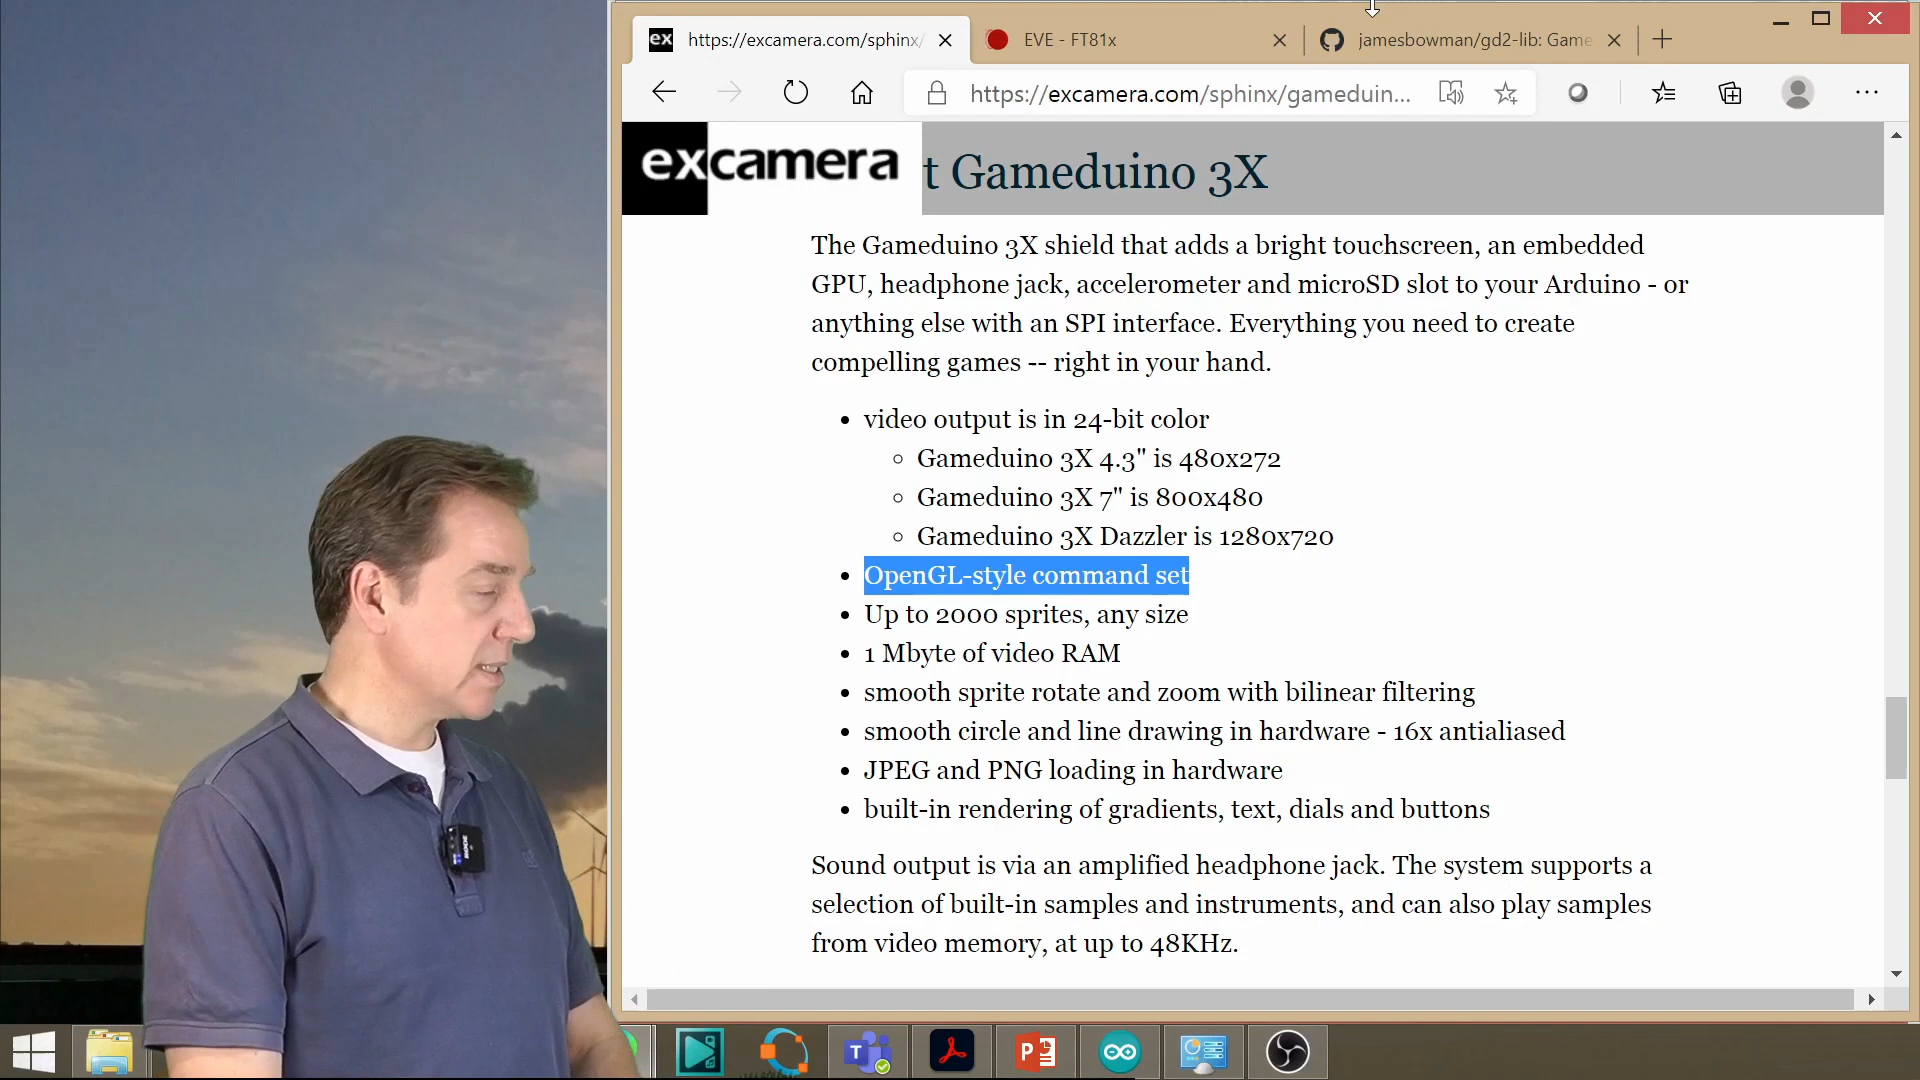 ex https://excamera.com/sphinx/ EVE - FT81x jamesbowman/gd2-lib: Game
https://excamera.com/sphinx/gameduin...
excamera t Gameduino 3X
The Gameduino 3X shield that adds a bright touchscreen, an embedded
GPU, headphone jack, accelerometer and microSD slot to your Arduino - or
anything else with an SPI interface. Everything you need to create
compelling games -- right in your hand.
• video output is in 24-bit color
Gameduino 3X 4.3" is 480x272
Gameduino 3X 7" is 800x480
Gameduino 3X Dazzler is 1280x720
• OpenGL-style command set
• Up to 2000 sprites, any size
• 1 Mbyte of video RAM
• smooth sprite rotate and zoom with bilinear filtering
• smooth circle and line drawing in hardware - 16x antialiased
• JPEG and PNG loading in hardware
• built-in rendering of gradients, text, dials and buttons
Sound output is via an amplified headphone jack. The system supports a
selection of built-in samples and instruments, and can also play samples
from video memory, at up to 48KHz.
RODE
T P